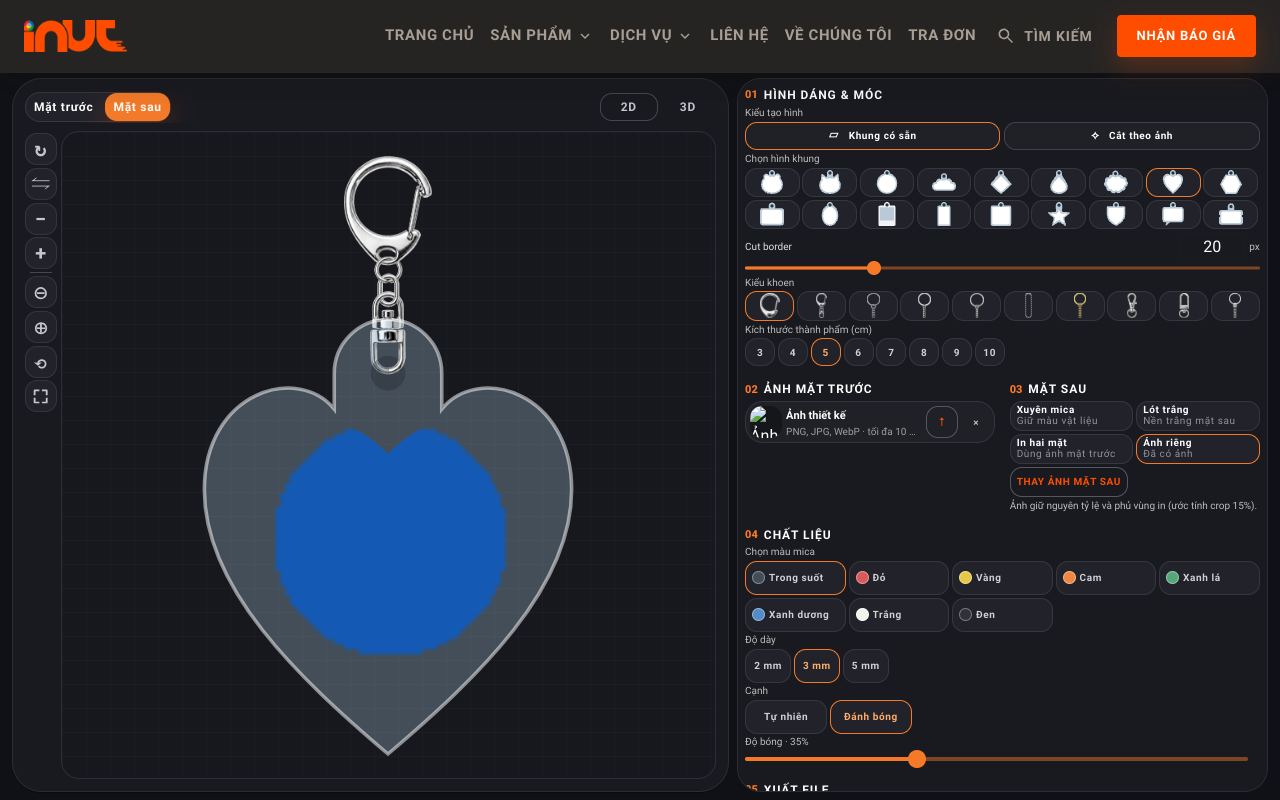 inut
TRANG CHỦ SẢN PHẨM DỊCH VỤ LIÊN HỆ VỀ CHÚNG TÔI TRA ĐƠN TÌM KIẾM NHẬN BÁO GIÁ
Mặt trước Mặt sau 2D 3D
01 HÌNH DÁNG & MÓC
Kiểu tạo hình
Khung có sẵn Cắt theo ảnh
Chọn hình khung
Cut border 20 px
Kiểu khoen
Kích thước thành phẩm (cm)
3 4 5 6 7 8 9 10
02 ẢNH MẶT TRƯỚC
Ảnh thiết kế
PNG, JPG, WebP · tối đa 10 ...
03 MẶT SAU
Xuyên mica
Giữ màu vật liệu
Lót trắng
Nền trắng mặt sau
In hai mặt
Dùng ảnh mặt trước
Ảnh riêng
Đã có ảnh
THAY ẢNH MẶT SAU
Ảnh giữ nguyên tỷ lệ và phủ vùng in (ước tính crop 15%).
04 CHẤT LIỆU
Chọn màu mica
Trong suốt Đỏ Vàng Cam Xanh lá
Xanh dương Trắng Đen
Độ dày
2 mm 3 mm 5 mm
Cạnh
Tự nhiên Đánh bóng
Độ bóng · 35%
05 XUẤT FILE